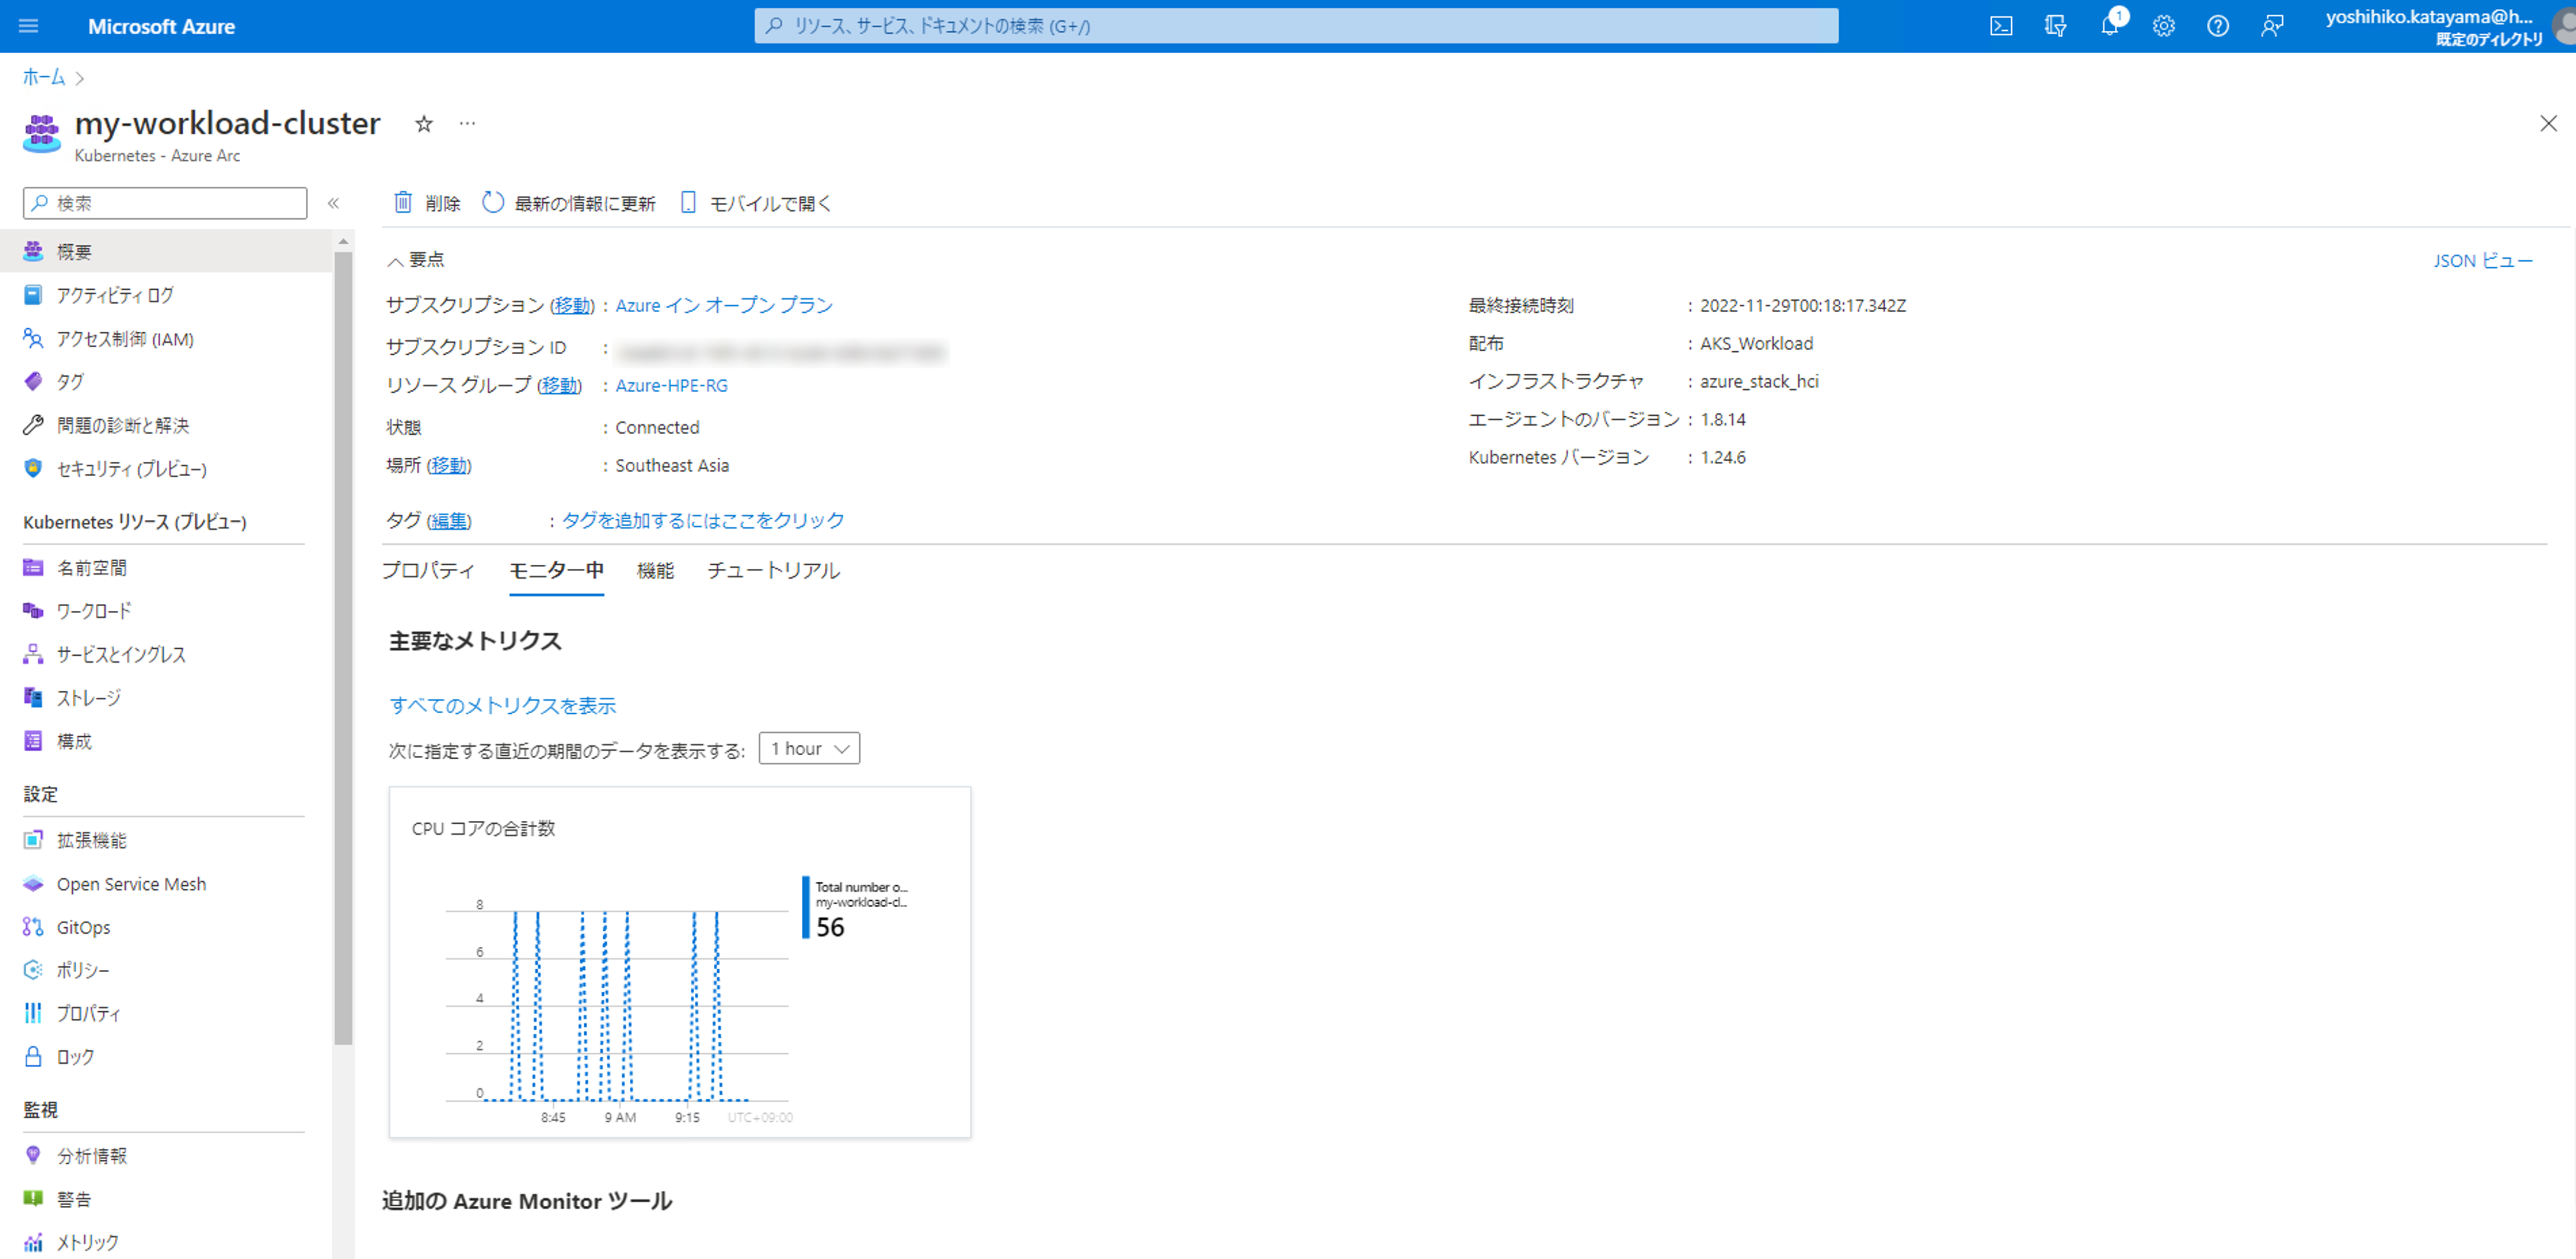 Microsoft Azure
リソース、サービス、ドキュメントの検索 (G+/)
1
yoshihiko.katayama@h...
既定のディレクトリ
ホーム
my-workload-cluster
Kubernetes - Azure Arc
検索
削除 最新の情報に更新 モバイルで開く
概要
アクティビティ ログ
アクセス制御 (IAM)
タグ
問題の診断と解決
セキュリティ (プレビュー)
Kubernetes リソース (プレビュー)
名前空間
ワークロード
サービスとイングレス
ストレージ
構成
設定
拡張機能
Open Service Mesh
GitOps
ポリシー
プロパティ
ロック
監視
分析情報
警告
メトリック
要点
JSON ビュー
サブスクリプション (移動) : Azure イン オープン プラン
サブスクリプション ID :
リソース グループ (移動) : Azure-HPE-RG
状態 : Connected
場所 (移動) : Southeast Asia
最終接続時刻 : 2022-11-29T00:18:17.342Z
配布 : AKS_Workload
インフラストラクチャ : azure_stack_hci
エージェントのバージョン : 1.8.14
Kubernetes バージョン : 1.24.6
タグ (編集) : タグを追加するにはここをクリック
プロパティ モニター中 機能 チュートリアル
主要なメトリクス
すべてのメトリクスを表示
次に指定する直近の期間のデータを表示する: 1 hour
CPU コアの合計数
8
6
4
2
0
8:45 9 AM 9:15 UTC+09:00
Total number o...
my-workload-cl...
56
追加の Azure Monitor ツール